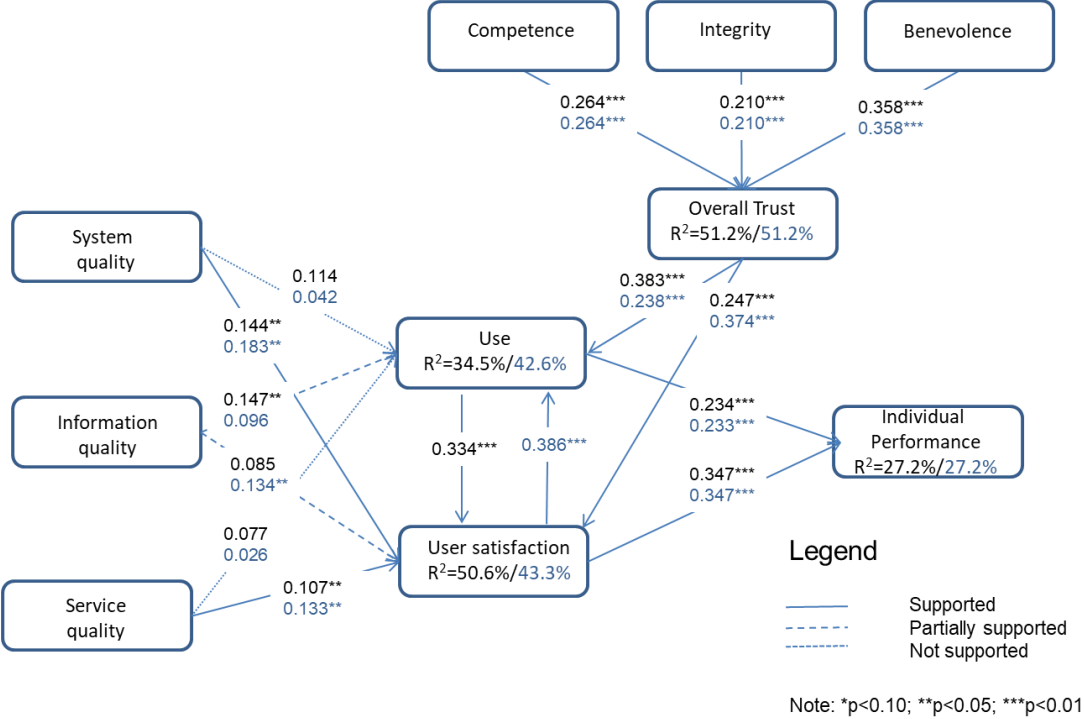 Competence
Integrity
Benevolence
0.264***
0.264***
0.210***
0.210***
0.358***
0.358***
Overall Trust
R²=51.2%/51.2%
System
quality
0.114
0.042
0.383***
0.238***
0.247***
0.374***
0.144**
0.183**
Use
R²=34.5%/42.6%
Information
quality
0.147**
0.096
0.334***
0.386***
0.234***
0.233***
Individual
Performance
R²=27.2%/27.2%
0.085
0.134**
0.347***
0.347***
0.077
0.026
User satisfaction
R²=50.6%/43.3%
Service
quality
0.107**
0.133**
Legend
Supported
Partially supported
Not supported
Note: *p<0.10; **p<0.05; ***p<0.01